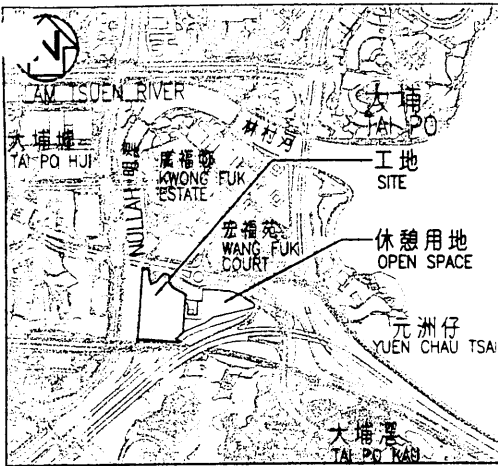 LAM TSUEN RIVER
林村河
大埔
TAI PO
大埔墟
TAI PO HUI
NULLAH 明渠
廣福邨
KWONG FUK
ESTATE
工地
SITE
宏福苑
WANG FUK
COURT
休憩用地
OPEN SPACE
元洲仔
YUEN CHAU TSAI
大埔滘
TAI PO KAU